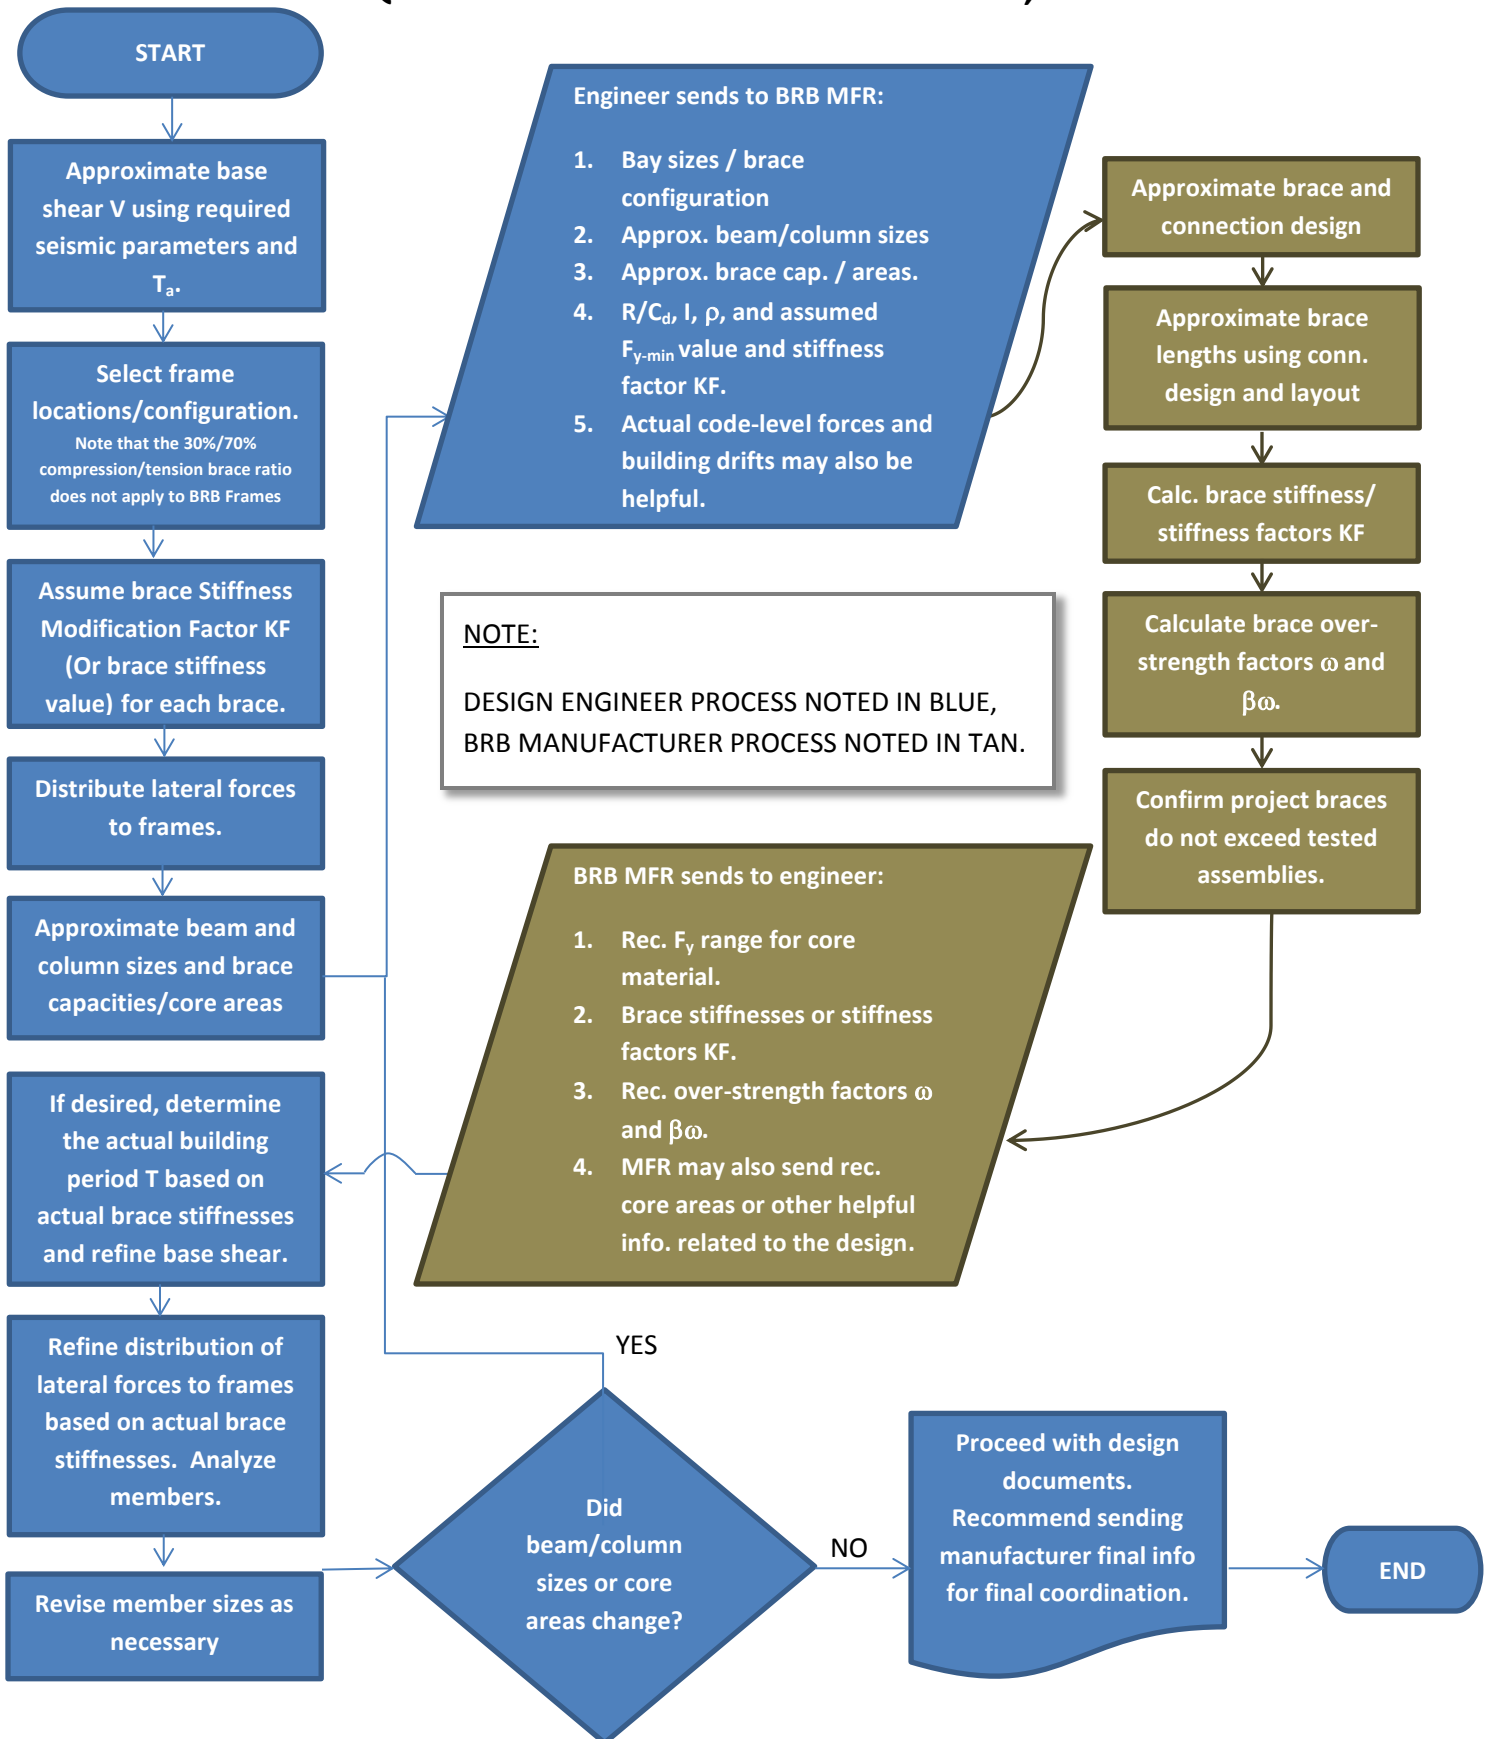 START
Approximate base
shear V using required
seismic parameters and
Ta.
Select frame
locations/configuration.
Note that the 30%/70%
compression/tension brace ratio
does not apply to BRB Frames
Assume brace Stiffness
Modification Factor KF
(Or brace stiffness
value) for each brace.
Distribute lateral forces
to frames.
Approximate beam and
column sizes and brace
capacities/core areas
Engineer sends to BRB MFR:
1. Bay sizes / brace
configuration
2. Approx. beam/column sizes
3. Approx. brace cap. / areas.
4. R/Cd, I, ρ, and assumed
Fy-min value and stiffness
factor KF.
5. Actual code-level forces and
building drifts may also be
helpful.
Approximate brace and
connection design
Approximate brace
lengths using conn.
design and layout
Calc. brace stiffness/
stiffness factors KF
Calculate brace over-
strength factors ω and
βω.
Confirm project braces
do not exceed tested
assemblies.
NOTE:
DESIGN ENGINEER PROCESS NOTED IN BLUE,
BRB MANUFACTURER PROCESS NOTED IN TAN.
BRB MFR sends to engineer:
1. Rec. Fy range for core
material.
2. Brace stiffnesses or stiffness
factors KF.
3. Rec. over-strength factors ω
and βω.
4. MFR may also send rec.
core areas or other helpful
info. related to the design.
If desired, determine
the actual building
period T based on
actual brace stiffnesses
and refine base shear.
Refine distribution of
lateral forces to frames
based on actual brace
stiffnesses. Analyze
members.
Revise member sizes as
necessary
YES
Did
beam/column
sizes or core
areas change?
NO
Proceed with design
documents.
Recommend sending
manufacturer final info
for final coordination.
END